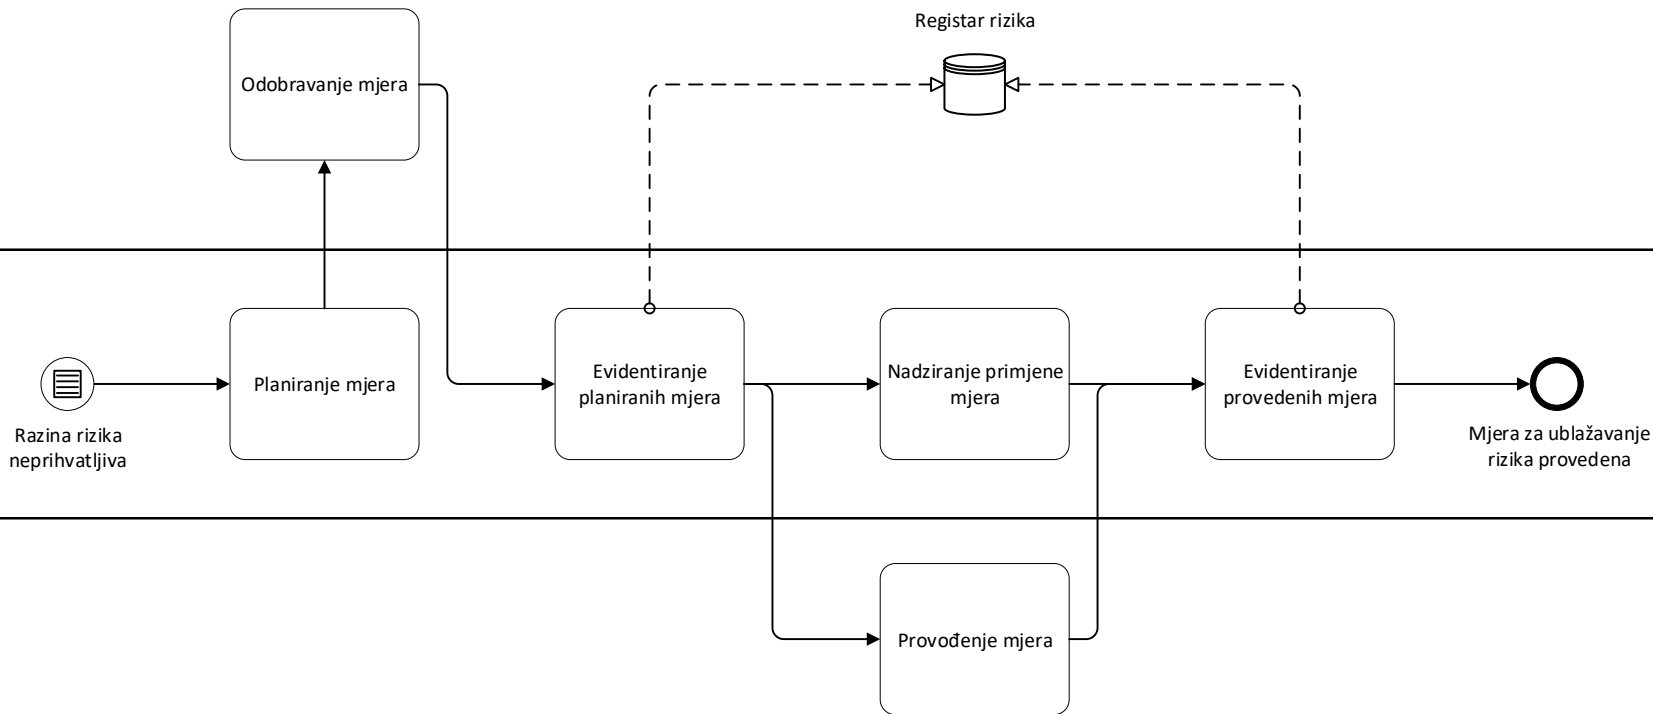 Registar rizika
Odobravanje mjera
Razina rizika
neprihvatljiva
Planiranje mjera
Evidentiranje
planiranih mjera
Nadziranje primjene
mjera
Evidentiranje
provedenih mjera
Mjera za ublažavanje
rizika provedena
Provođenje mjera